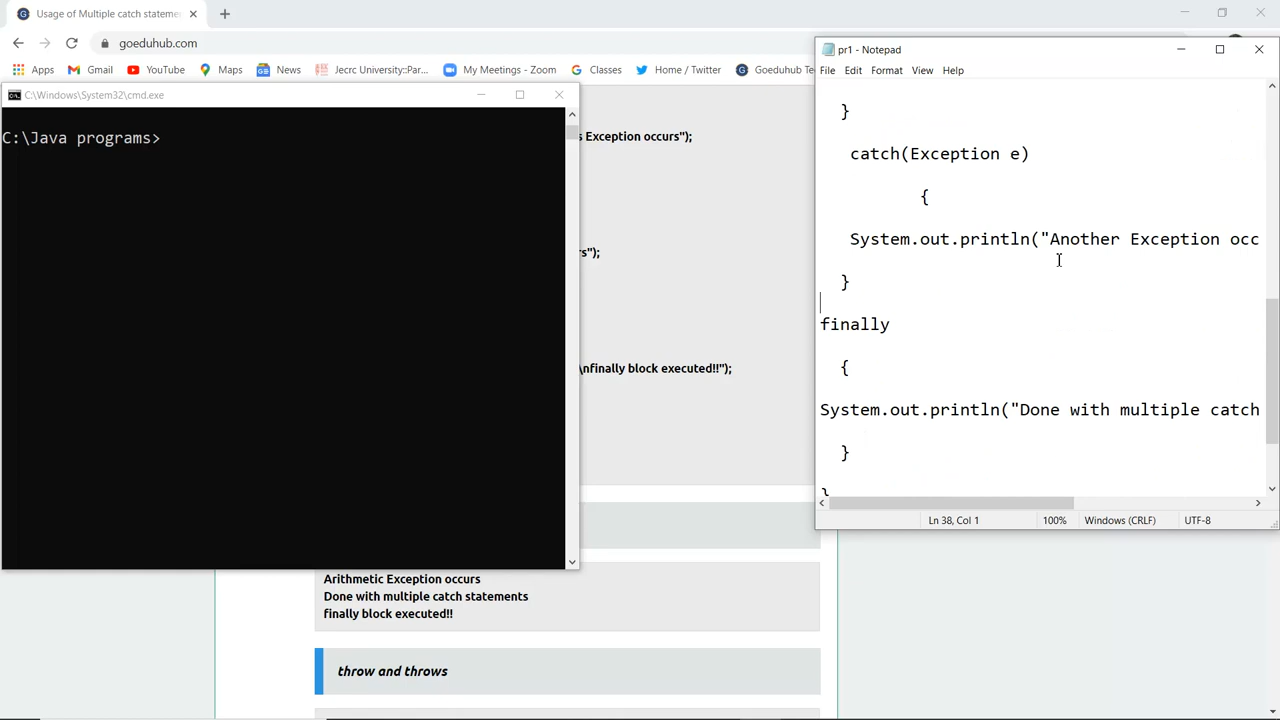 Usage of Multiple catch stateme
goeduhub.com
Apps
Gmail
YouTube
Maps
News
Jecrc University::Par...
My Meetings - Zoom
Classes
Home / Twitter
Goeduhub Te
C:\Windows\System32\cmd.exe
C:\Java programs>
s Exception occurs");
rs");
\nfinally block executed!!");
Arithmetic Exception occurs
Done with multiple catch statements
finally block executed!!
throw and throws
pr1 - Notepad
File Edit Format View Help
}
catch(Exception e)
{
System.out.println("Another Exception occ
}
finally
{
System.out.println("Done with multiple catch
}
}
Ln 38, Col 1
100%
Windows (CRLF)
UTF-8